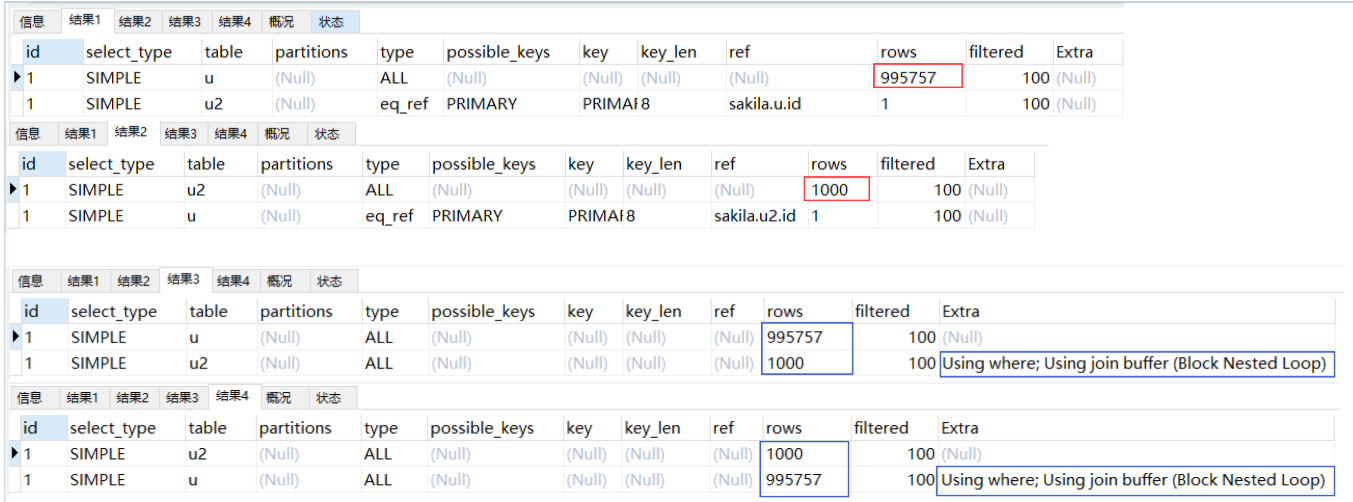 信息 结果1 结果2 结果3 结果4 概况 状态
id select_type table partitions type possible_keys key key_len ref rows filtered Extra
1 SIMPLE u (Null) ALL (Null) (Null) (Null) (Null) 995757 100 (Null)
1 SIMPLE u2 (Null) eq_ref PRIMARY PRIMAR 8 sakila.u.id 1 100 (Null)
信息 结果1 结果2 结果3 结果4 概况 状态
id select_type table partitions type possible_keys key key_len ref rows filtered Extra
1 SIMPLE u2 (Null) ALL (Null) (Null) (Null) (Null) 1000 100 (Null)
1 SIMPLE u (Null) eq_ref PRIMARY PRIMAR 8 sakila.u2.id 1 100 (Null)
信息 结果1 结果2 结果3 结果4 概况 状态
id select_type table partitions type possible_keys key key_len ref rows filtered Extra
1 SIMPLE u (Null) ALL (Null) (Null) (Null) (Null) 995757 100 (Null)
1 SIMPLE u2 (Null) ALL (Null) (Null) (Null) (Null) 1000 100 Using where; Using join buffer (Block Nested Loop)
信息 结果1 结果2 结果3 结果4 概况 状态
id select_type table partitions type possible_keys key key_len ref rows filtered Extra
1 SIMPLE u2 (Null) ALL (Null) (Null) (Null) (Null) 1000 100 (Null)
1 SIMPLE u (Null) ALL (Null) (Null) (Null) (Null) 995757 100 Using where; Using join buffer (Block Nested Loop)